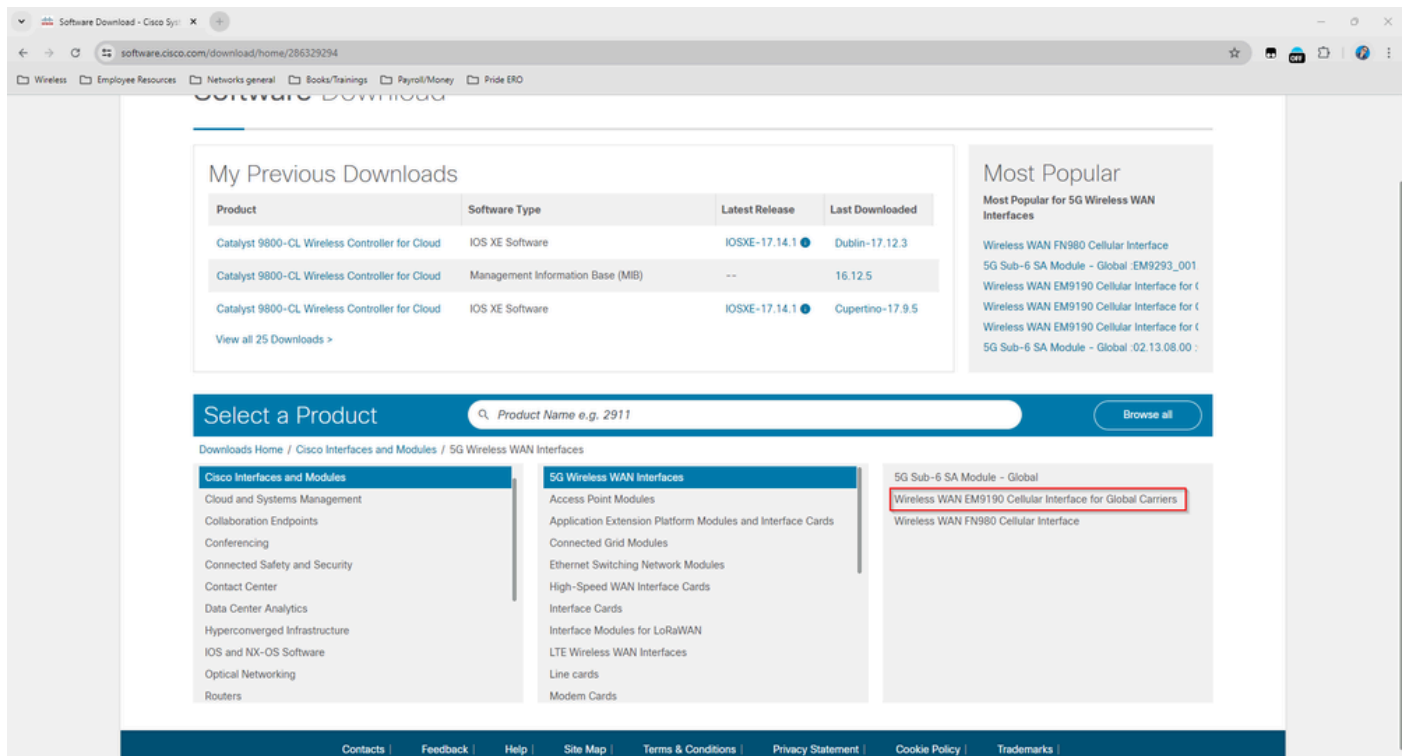 Software Download - Cisco Sys
software.cisco.com/download/home/286329294
OFF
Wireless Employee Resources Networks general Books/Trainings Payroll/Money Pride ERO
Software Download
My Previous Downloads
Product Software Type Latest Release Last Downloaded
Catalyst 9800-CL Wireless Controller for Cloud IOS XE Software IOSXE-17.14.1 Dublin-17.12.3
Catalyst 9800-CL Wireless Controller for Cloud Management Information Base (MIB) -- 16.12.5
Catalyst 9800-CL Wireless Controller for Cloud IOS XE Software IOSXE-17.14.1 Cupertino-17.9.5
View all 25 Downloads >
Most Popular
Most Popular for 5G Wireless WAN
Interfaces
Wireless WAN FN980 Cellular Interface
5G Sub-6 SA Module - Global :EM9293_001
Wireless WAN EM9190 Cellular Interface for
Wireless WAN EM9190 Cellular Interface for
Wireless WAN EM9190 Cellular Interface for
5G Sub-6 SA Module - Global :02.13.08.00 :
Select a Product
Product Name e.g. 2911
Browse all
Downloads Home / Cisco Interfaces and Modules / 5G Wireless WAN Interfaces
Cisco Interfaces and Modules
Cloud and Systems Management
Collaboration Endpoints
Conferencing
Connected Safety and Security
Contact Center
Data Center Analytics
Hyperconverged Infrastructure
IOS and NX-OS Software
Optical Networking
Routers
5G Wireless WAN Interfaces
Access Point Modules
Application Extension Platform Modules and Interface Cards
Connected Grid Modules
Ethernet Switching Network Modules
High-Speed WAN Interface Cards
Interface Cards
Interface Modules for LoRaWAN
LTE Wireless WAN Interfaces
Line cards
Modem Cards
5G Sub-6 SA Module - Global
Wireless WAN EM9190 Cellular Interface for Global Carriers
Wireless WAN FN980 Cellular Interface
Contacts | Feedback | Help | Site Map | Terms & Conditions | Privacy Statement | Cookie Policy | Trademarks |